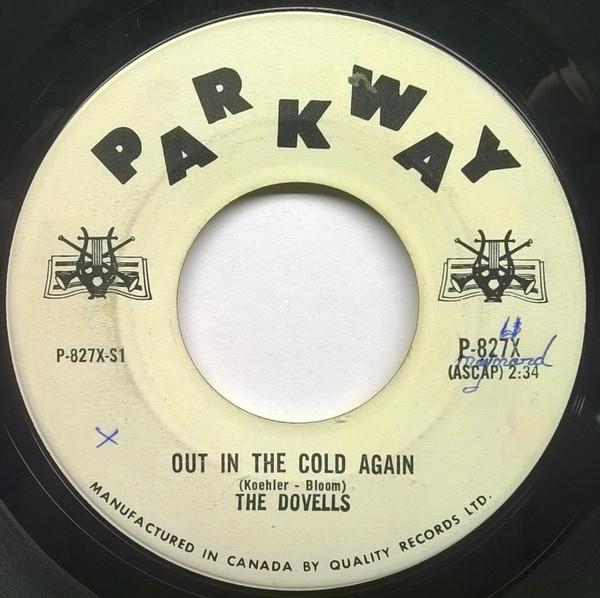 PARKWAY
P-827X-S1
P-827X
maynard
(ASCAP) 2:34
X
OUT IN THE COLD AGAIN
(Koehler - Bloom)
THE DOVELLS
MANUFACTURED IN CANADA BY QUALITY RECORDS LTD.